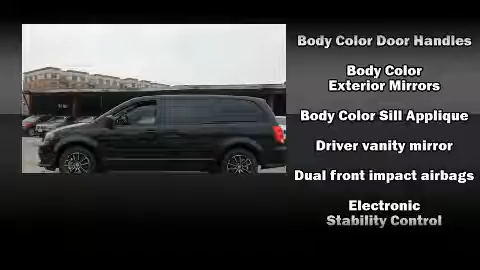 Body Color Door Handles
Body Color
Exterior Mirrors
Body Color Sill Applique
Driver vanity mirror
Dual front impact airbags
Electronic
Stability Control